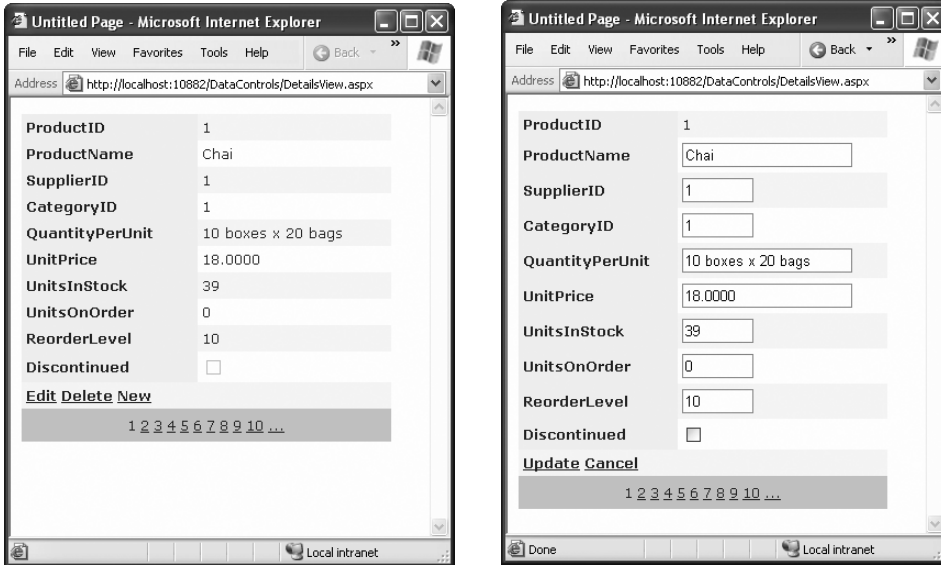 Untitled Page - Microsoft Internet Explorer
File Edit View Favorites Tools Help Back »
Address http://localhost:10882/DataControls/DetailsView.aspx
ProductID 1
ProductName Chai
SupplierID 1
CategoryID 1
QuantityPerUnit 10 boxes x 20 bags
UnitPrice 18.0000
UnitsInStock 39
UnitsOnOrder 0
ReorderLevel 10
Discontinued
Edit Delete New
1 2 3 4 5 6 7 8 9 10 ...
Local intranet
Untitled Page - Microsoft Internet Explorer
File Edit View Favorites Tools Help Back »
Address http://localhost:10882/DataControls/DetailsView.aspx
ProductID 1
ProductName Chai
SupplierID 1
CategoryID 1
QuantityPerUnit 10 boxes x 20 bags
UnitPrice 18.0000
UnitsInStock 39
UnitsOnOrder 0
ReorderLevel 10
Discontinued
Update Cancel
1 2 3 4 5 6 7 8 9 10 ...
Done Local intranet